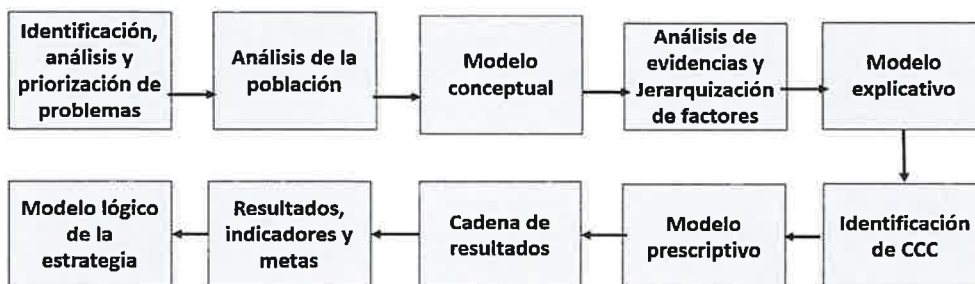 Identificación,
análisis y
priorización de
problemas
Análisis de la
población
Modelo
conceptual
Análisis de
evidencias y
Jerarquización
de factores
Modelo
explicativo
Identificación
de CCC
Modelo
prescriptivo
Cadena de
resultados
Resultados,
indicadores y
metas
Modelo lógico
de la
estrategia